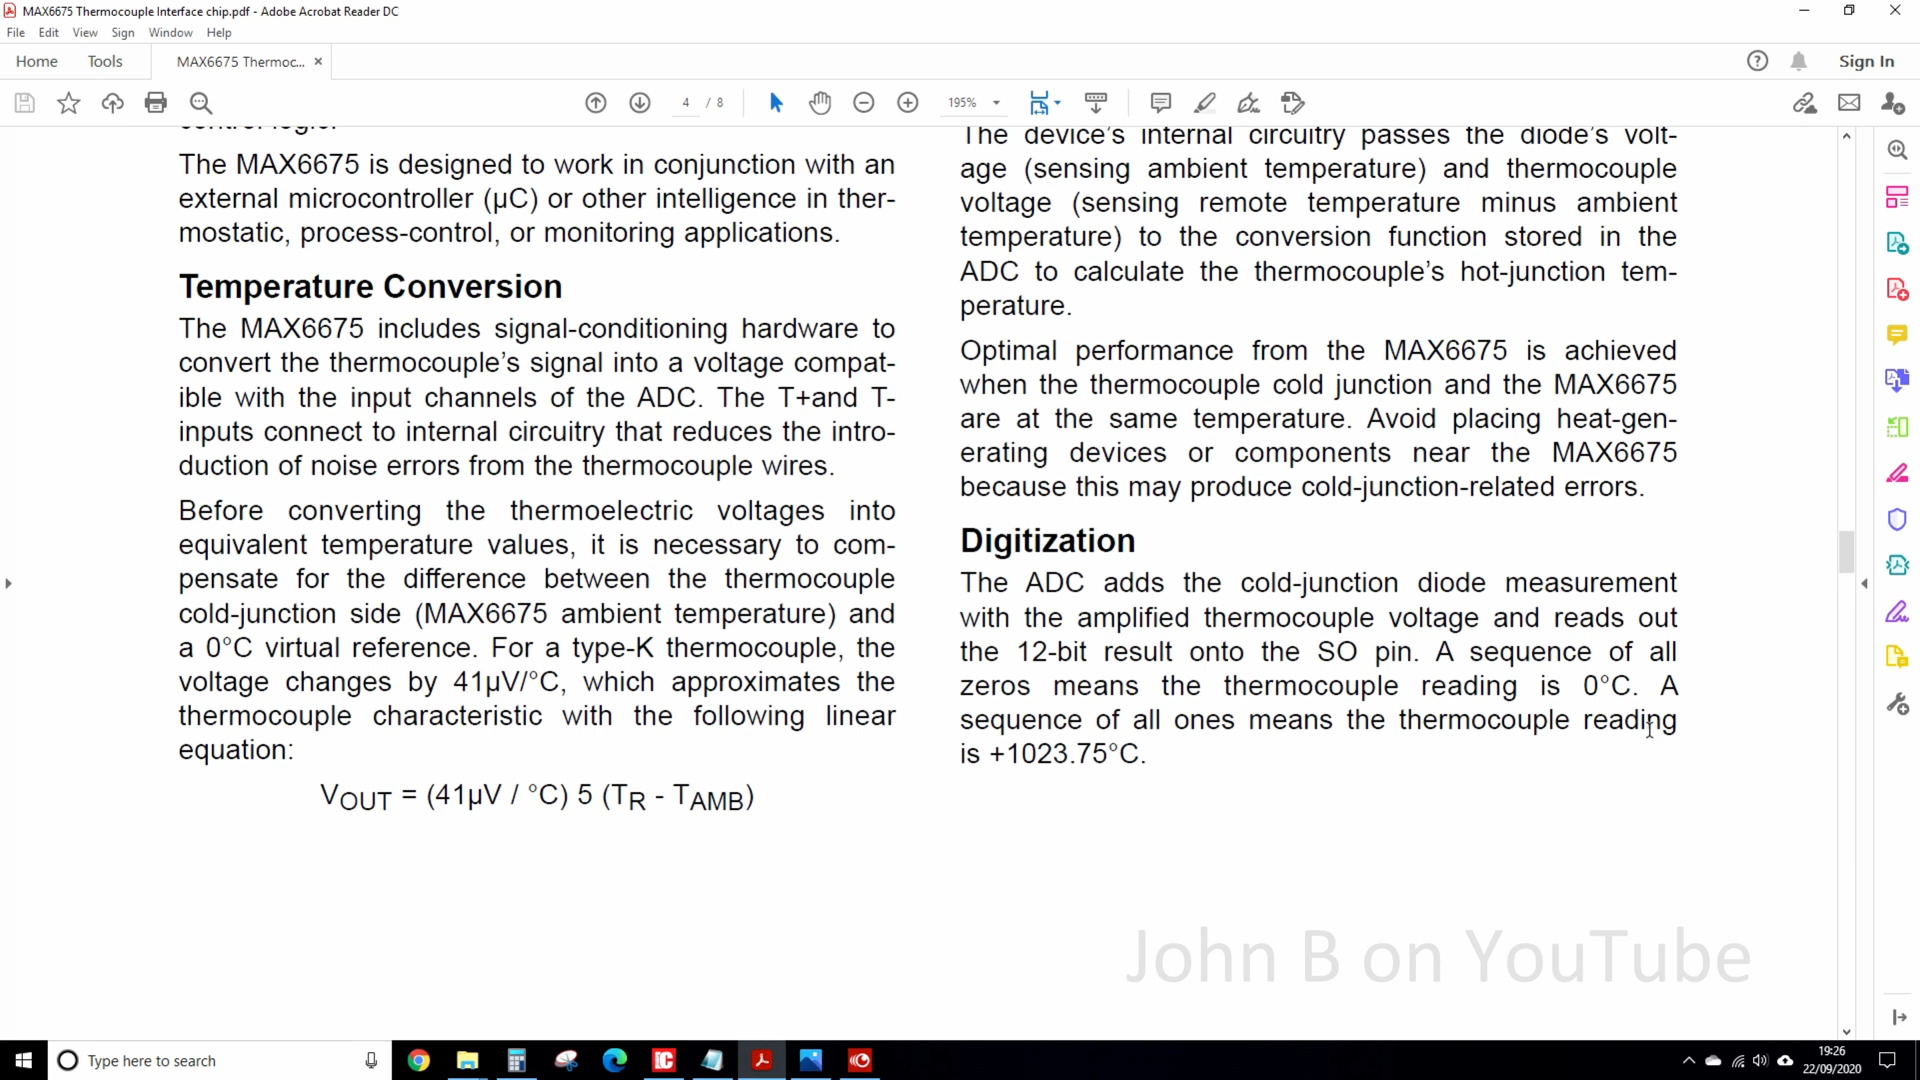 MAX6675 Thermocouple Interface chip.pdf - Adobe Acrobat Reader DC
File Edit View Sign Window Help
Home Tools MAX6675 Thermoc... Sign In
4 / 8 195%
control logic.
The MAX6675 is designed to work in conjunction with an
external microcontroller (µC) or other intelligence in ther-
mostatic, process-control, or monitoring applications.
Temperature Conversion
The MAX6675 includes signal-conditioning hardware to
convert the thermocouple’s signal into a voltage compat-
ible with the input channels of the ADC. The T+and T-
inputs connect to internal circuitry that reduces the intro-
duction of noise errors from the thermocouple wires.
Before converting the thermoelectric voltages into
equivalent temperature values, it is necessary to com-
pensate for the difference between the thermocouple
cold-junction side (MAX6675 ambient temperature) and
a 0°C virtual reference. For a type-K thermocouple, the
voltage changes by 41µV/°C, which approximates the
thermocouple characteristic with the following linear
equation:
VOUT = (41µV / °C) 5 (TR - TAMB)
The device’s internal circuitry passes the diode’s volt-
age (sensing ambient temperature) and thermocouple
voltage (sensing remote temperature minus ambient
temperature) to the conversion function stored in the
ADC to calculate the thermocouple’s hot-junction tem-
perature.
Optimal performance from the MAX6675 is achieved
when the thermocouple cold junction and the MAX6675
are at the same temperature. Avoid placing heat-gen-
erating devices or components near the MAX6675
because this may produce cold-junction-related errors.
Digitization
The ADC adds the cold-junction diode measurement
with the amplified thermocouple voltage and reads out
the 12-bit result onto the SO pin. A sequence of all
zeros means the thermocouple reading is 0°C. A
sequence of all ones means the thermocouple reading
is +1023.75°C.
John B on YouTube
Type here to search
19:26
22/09/2020